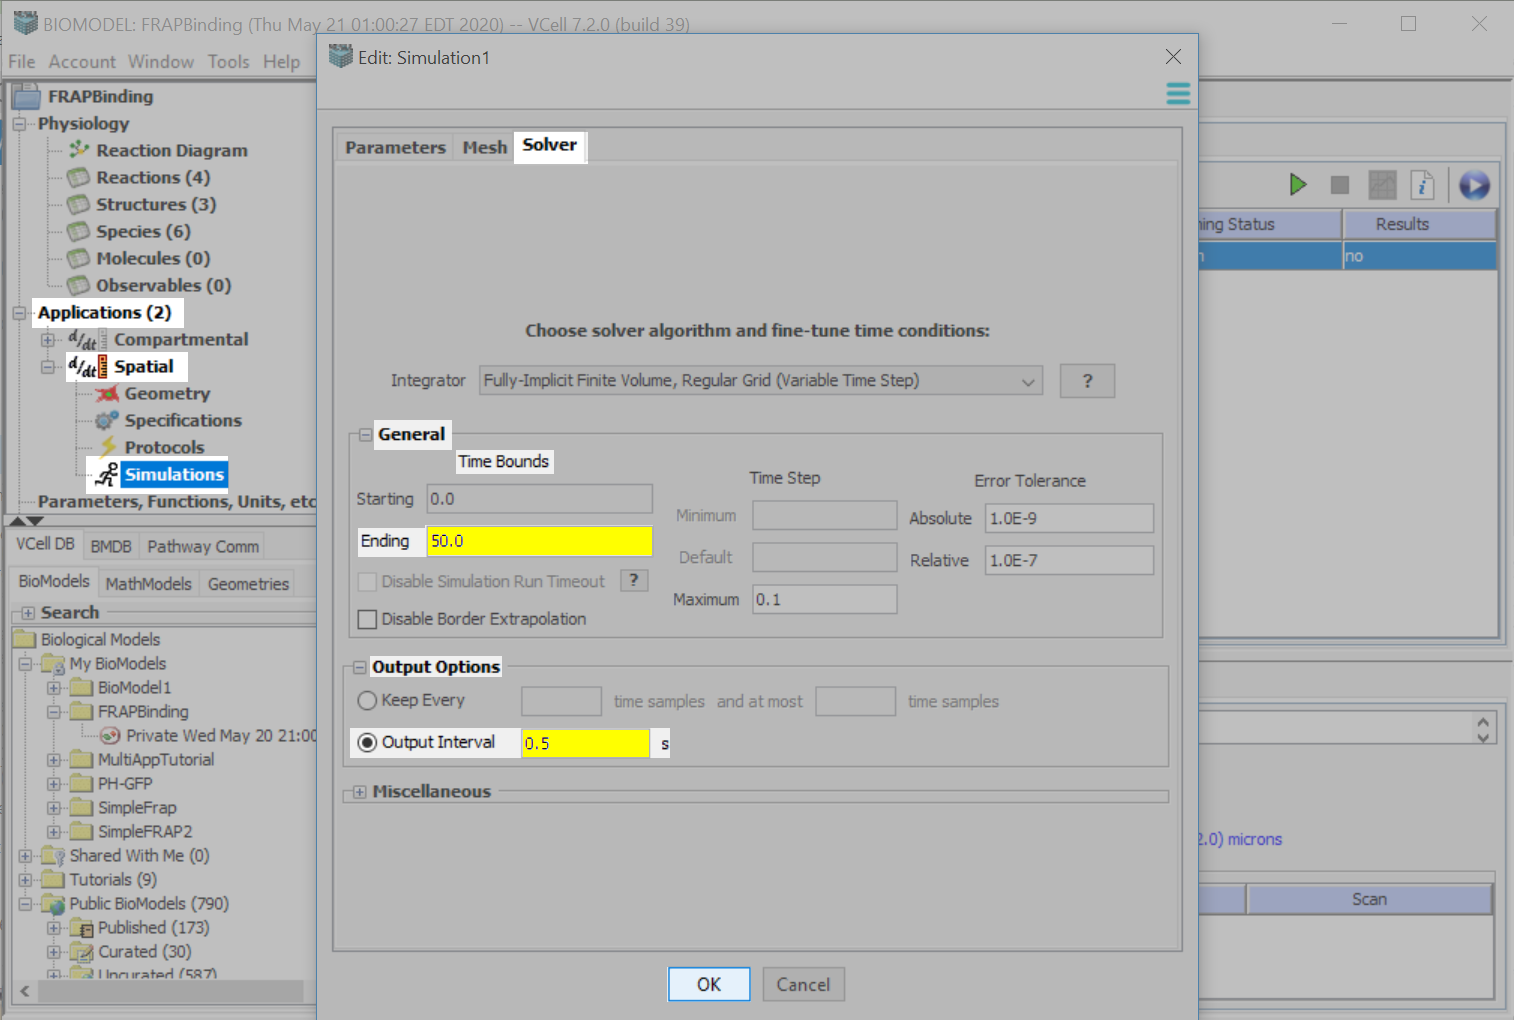 BIOMODEL: FRAPBinding (Thu May 21 01:00:27 EDT 2020) -- VCell 7.2.0 (build 39)
File Account Window Tools Help
FRAPBinding
Physiology
Reaction Diagram
Reactions (4)
Structures (3)
Species (6)
Molecules (0)
Observables (0)
Applications (2)
d/dt Compartmental
d/dt Spatial
Geometry
Specifications
Protocols
Simulations
Parameters, Functions, Units, etc
VCell DB BMDB Pathway Comm
BioModels MathModels Geometries
Search
Biological Models
My BioModels
BioModel1
FRAPBinding
Private Wed May 20 21:00
MultiAppTutorial
PH-GFP
SimpleFrap
SimpleFRAP2
Shared With Me (0)
Tutorials (9)
Public BioModels (790)
Published (173)
Curated (30)
Uncurated (587)
Edit: Simulation1
Parameters Mesh Solver
Choose solver algorithm and fine-tune time conditions:
Integrator Fully-Implicit Finite Volume, Regular Grid (Variable Time Step) ?
General
Time Bounds
Starting 0.0
Ending 50.0
Disable Simulation Run Timeout ?
Disable Border Extrapolation
Time Step
Minimum
Default
Maximum 0.1
Error Tolerance
Absolute 1.0E-9
Relative 1.0E-7
Output Options
Keep Every time samples and at most time samples
Output Interval 0.5 s
Miscellaneous
OK Cancel
ing Status Results
no
2.0) microns
Scan